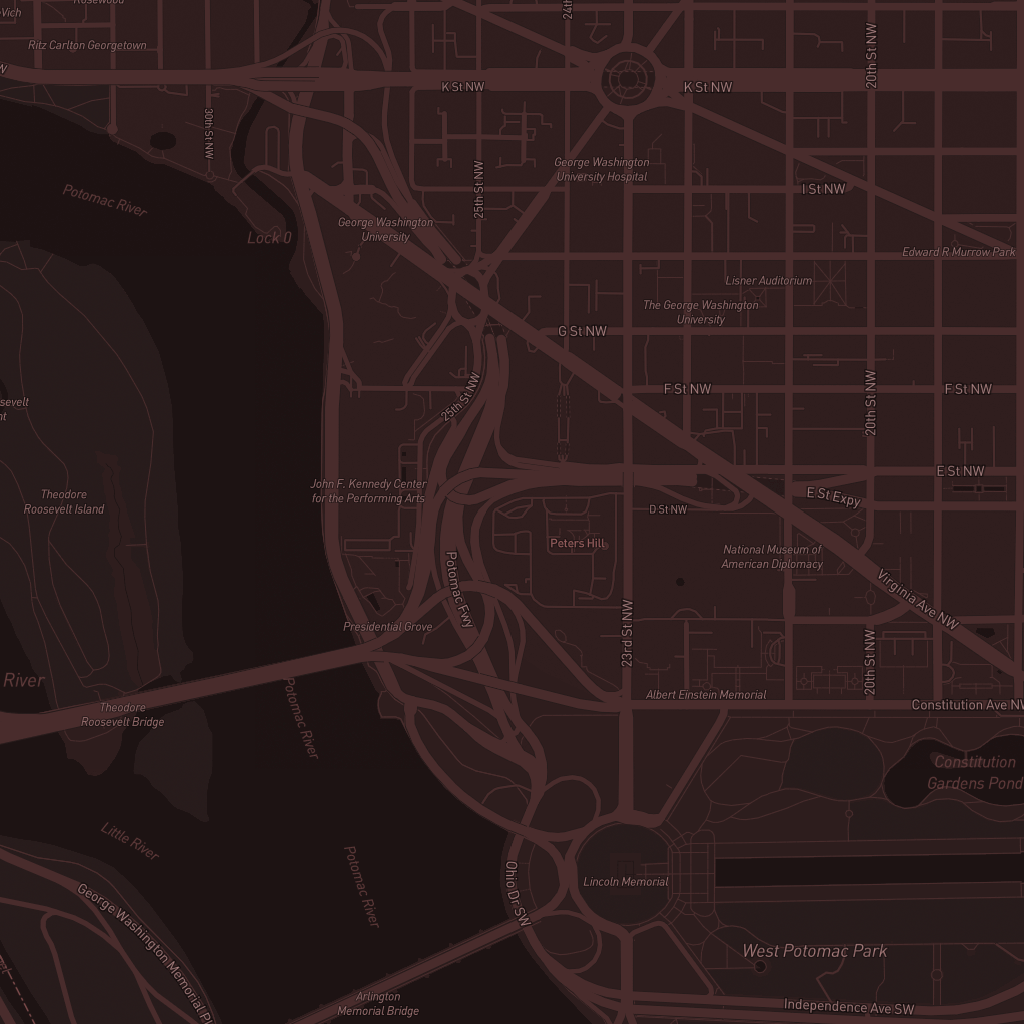 24th
Ritz Carlton Georgetown
K St NW
K St NW
20th St NW
30th St NW
George Washington
University Hospital
25th St NW
I St NW
Potomac River
George Washington
University
Lock 0
Edward R Murrow Park
Lisner Auditorium
The George Washington
University
G St NW
F St NW
F St NW
25th St NW
20th St NW
John F. Kennedy Center
for the Performing Arts
Theodore
Roosevelt Island
E St NW
E St Expy
D St NW
Peters Hill
National Museum of
American Diplomacy
Potomac Fwy
Virginia Ave NW
Presidential Grove
23rd St NW
20th St NW
River
Theodore
Roosevelt Bridge
Potomac River
Albert Einstein Memorial
Constitution Ave NW
Constitution
Gardens Pond
Little River
Potomac River
Ohio Dr SW
Lincoln Memorial
George Washington Memorial
West Potomac Park
Arlington
Memorial Bridge
Independence Ave SW